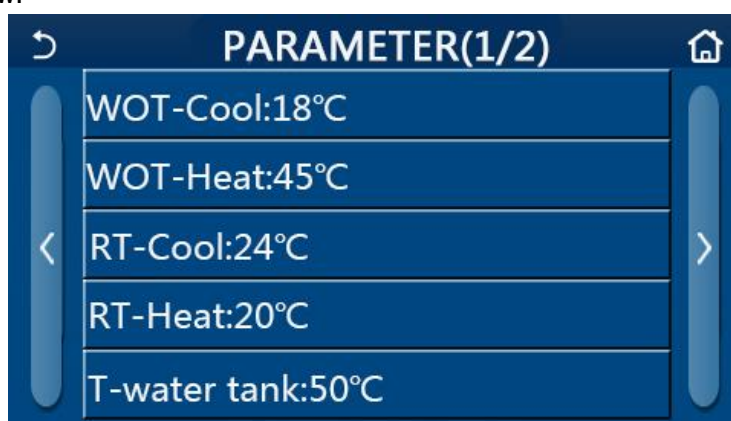 PARAMETER(1/2)
WOT-Cool:18℃
WOT-Heat:45℃
RT-Cool:24℃
RT-Heat:20℃
T-water tank:50℃